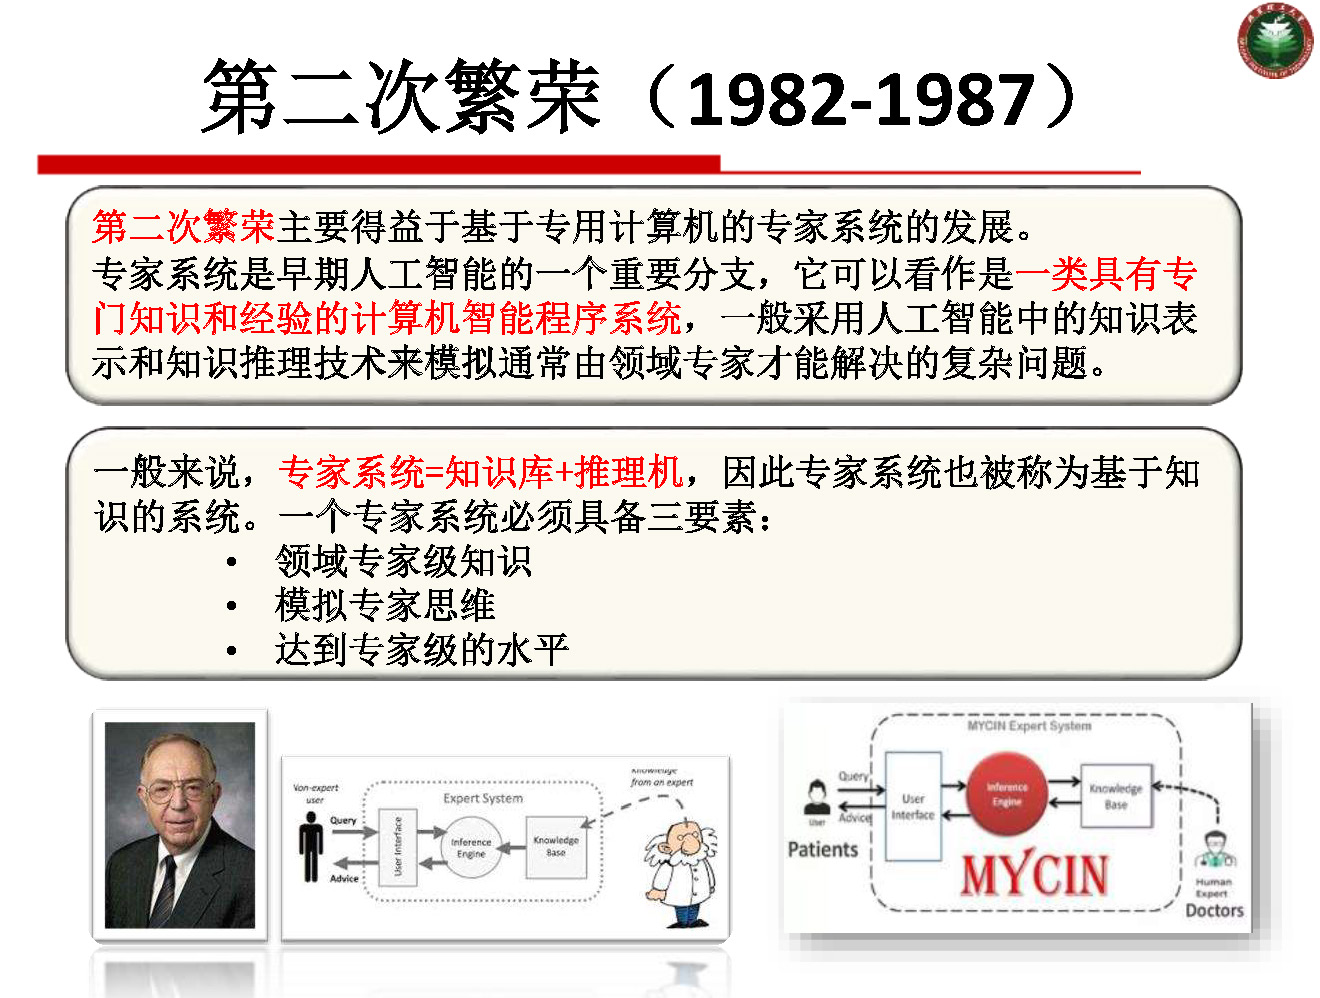 第二次繁荣（1982-1987）
第二次繁荣主要得益于基于专用计算机的专家系统的发展。
专家系统是早期人工智能的一个重要分支，它可以看作是一类具有专
门知识和经验的计算机智能程序系统，一般采用人工智能中的知识表
示和知识推理技术来模拟通常由领域专家才能解决的复杂问题。
一般来说，专家系统=知识库+推理机，因此专家系统也被称为基于知
识的系统。一个专家系统必须具备三要素：
• 领域专家级知识
• 模拟专家思维
• 达到专家级的水平
Non-expert
user
Query
Advice
Expert System
User Interface
Inference
Engine
Knowledge
Base
Knowledge
from an expert
MYCIN Expert System
Query
Advice
User
Patients
User
Interface
Inference
Engine
Knowledge
Base
MYCIN
Human
Expert
Doctors